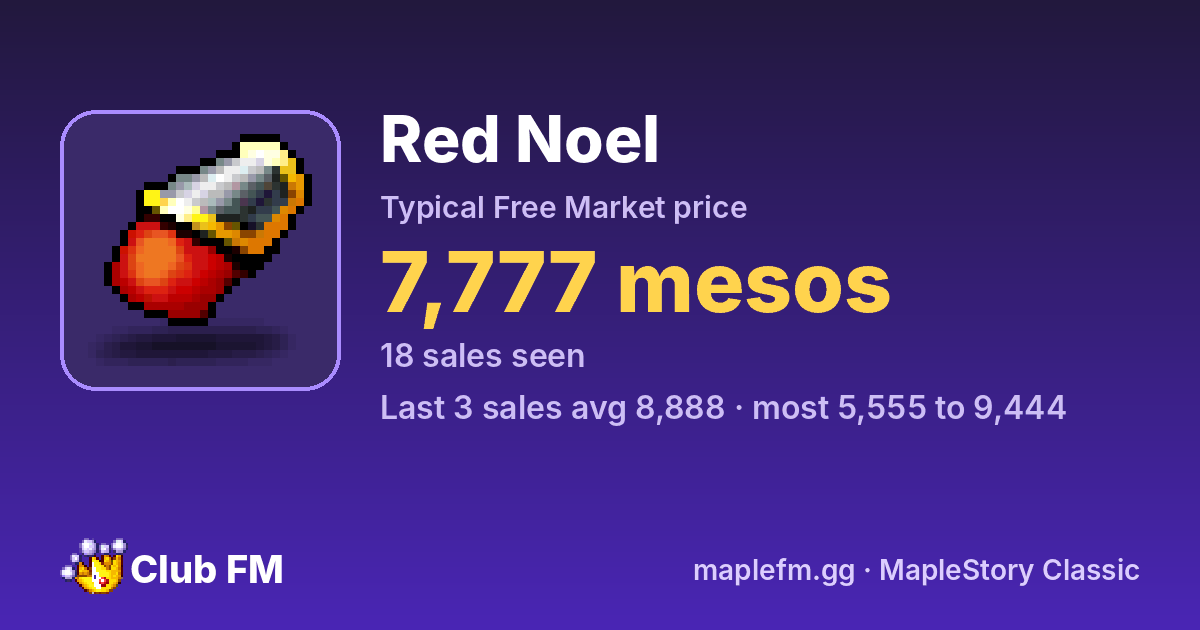 Red Noel
Typical Free Market price
7,777 mesos
18 sales seen
Last 3 sales avg 8,888 · most 5,555 to 9,444
Club FM
maplefm.gg · MapleStory Classic